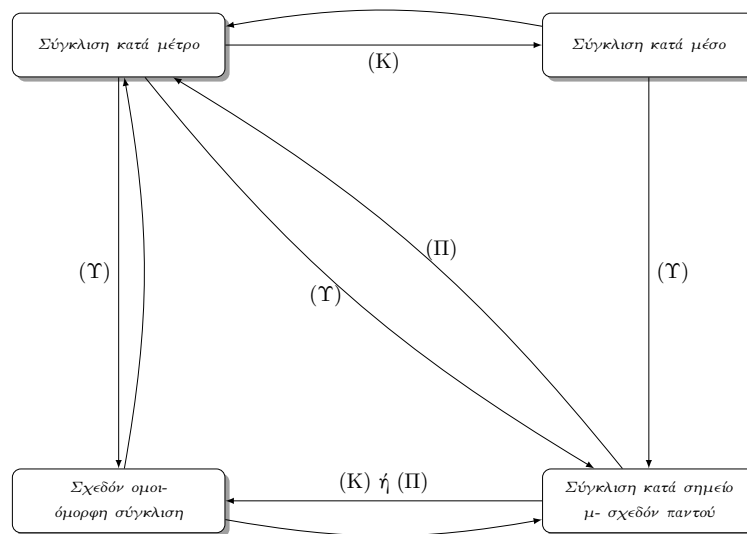 Σύγκλιση κατά μέτρο
Σύγκλιση κατά μέσο
(Κ)
(Π)
(Υ)
(Υ)
(Υ)
(Κ) ή (Π)
Σχεδόν ομοι-
όμορφη σύγκλιση
Σύγκλιση κατά σημείο
μ- σχεδόν παντού